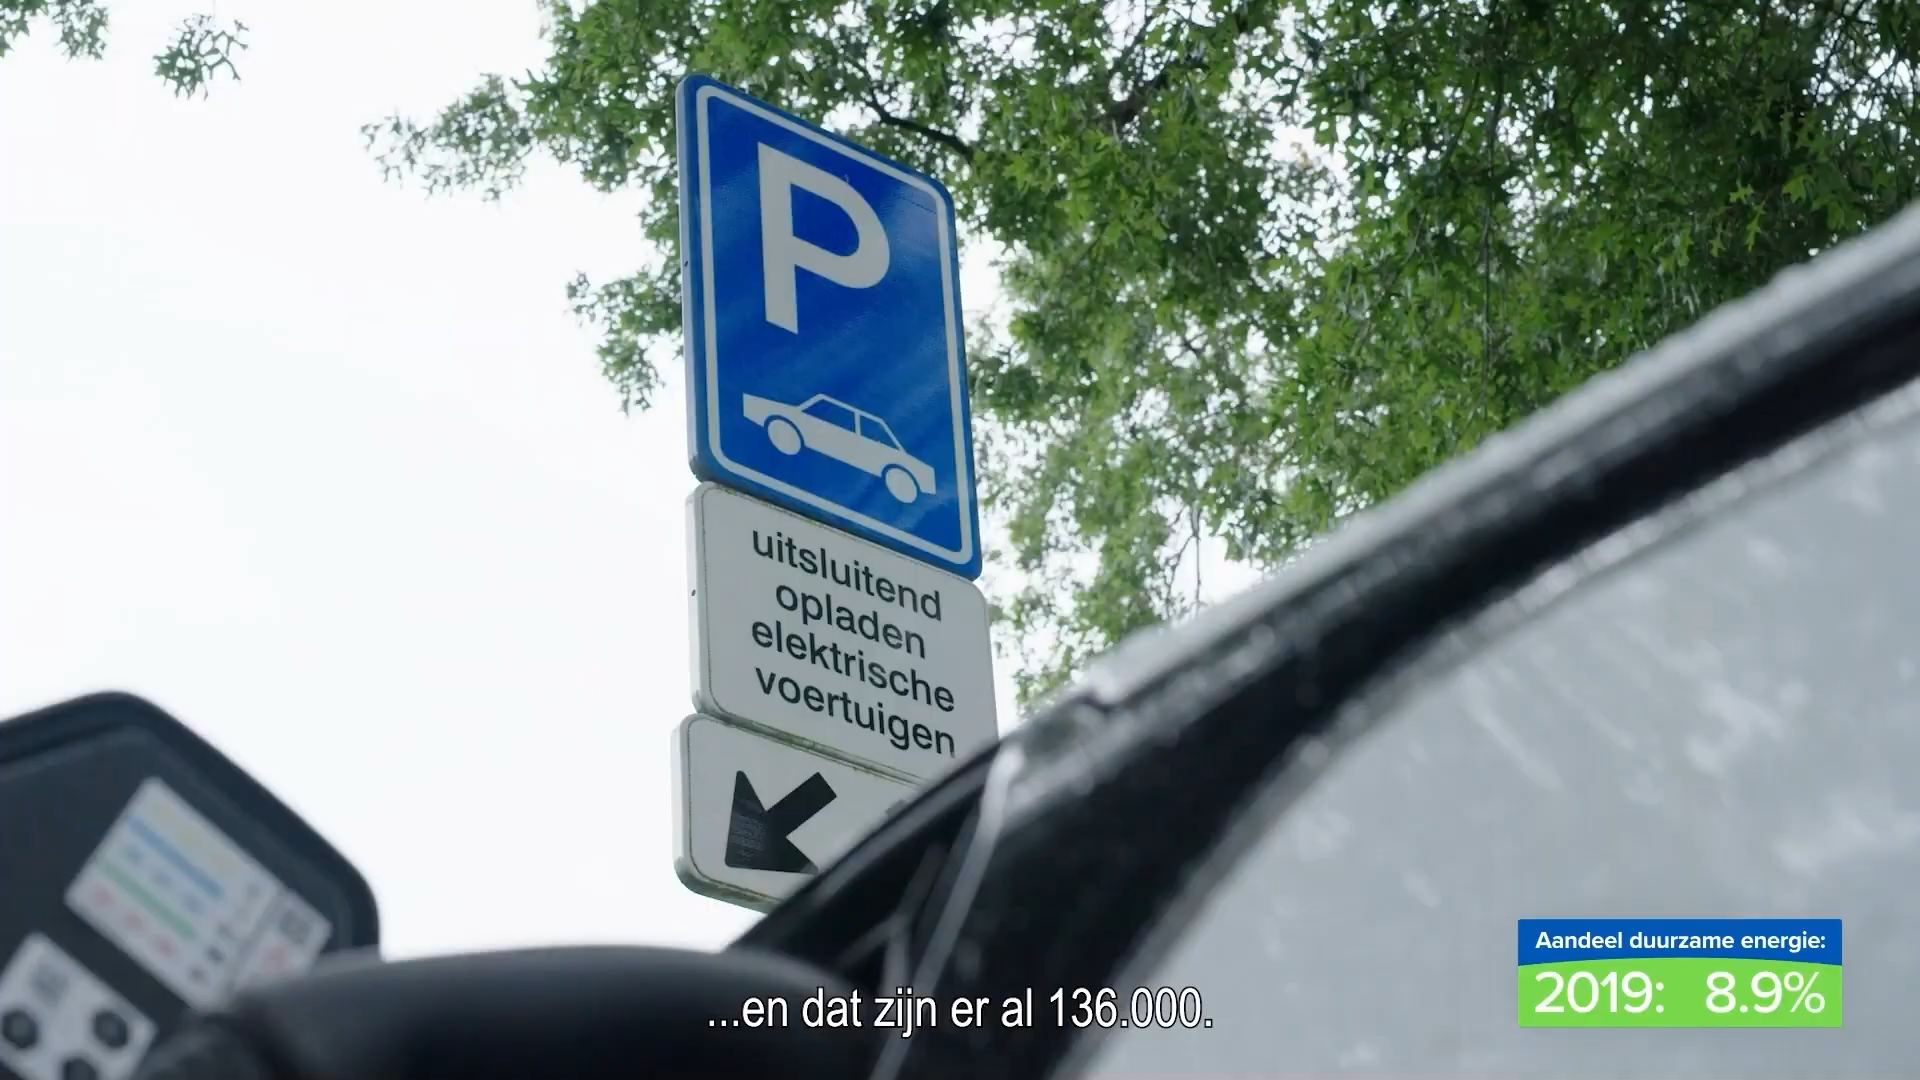 P
uitsluitend
opladen
elektrische
voertuigen
Aandeel duurzame energie:
2019: 8.9%
...en dat zijn er al 136.000.